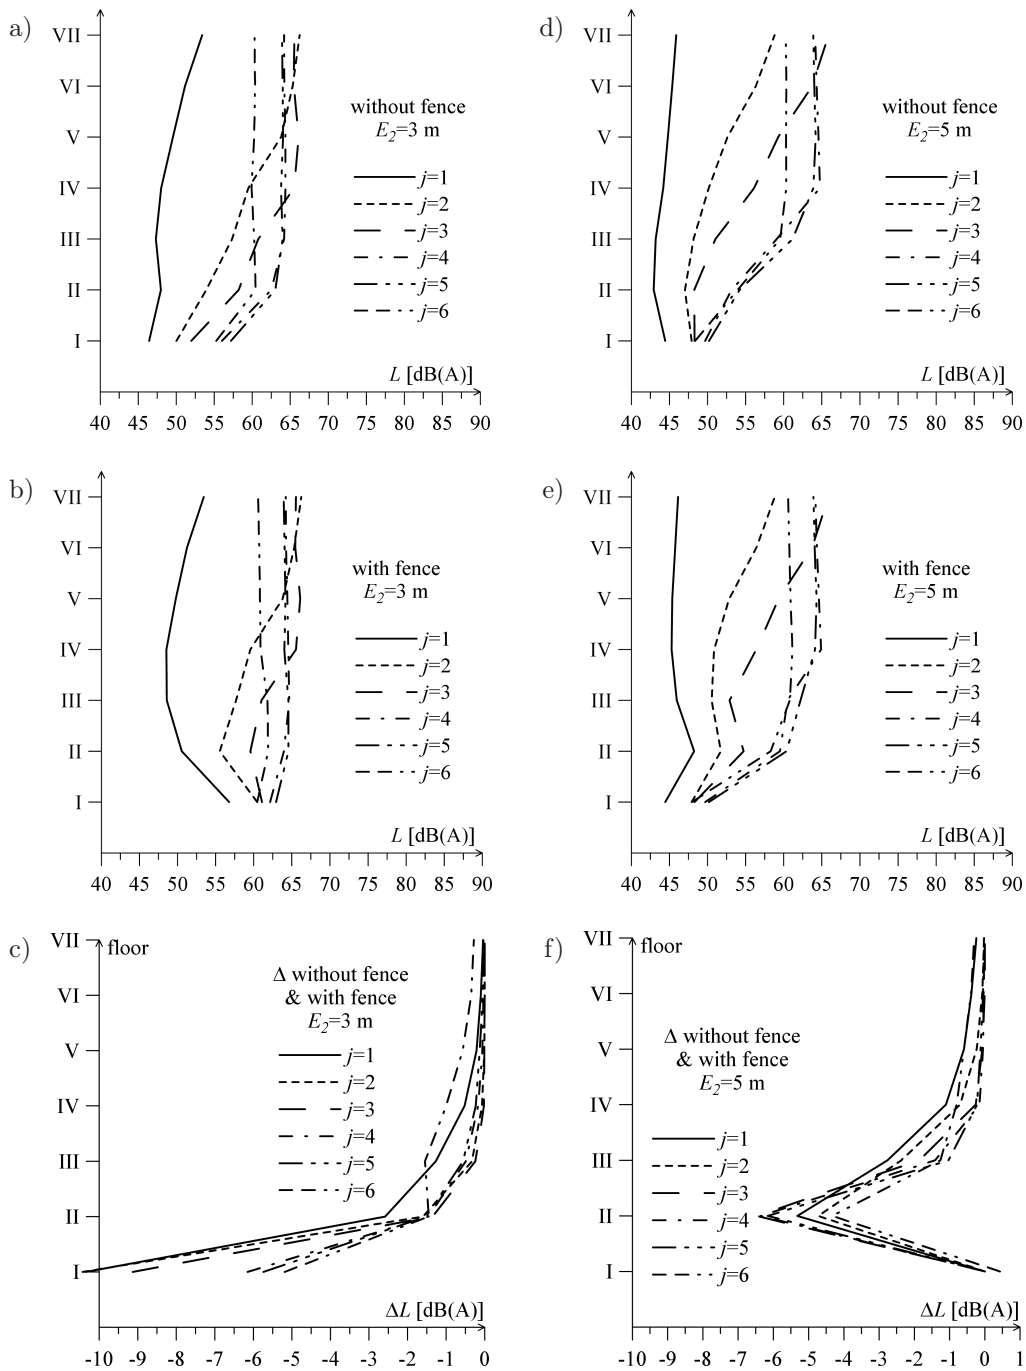 a)
VII
VI
V
IV
III
II
I
without fence
E2=3 m
j=1
j=2
j=3
j=4
j=5
j=6
L [dB(A)]
40 45 50 55 60 65 70 75 80 85 90
d)
VII
VI
V
IV
III
II
I
without fence
E2=5 m
j=1
j=2
j=3
j=4
j=5
j=6
L [dB(A)]
40 45 50 55 60 65 70 75 80 85 90
b)
VII
VI
V
IV
III
II
I
with fence
E2=3 m
j=1
j=2
j=3
j=4
j=5
j=6
L [dB(A)]
40 45 50 55 60 65 70 75 80 85 90
e)
VII
VI
V
IV
III
II
I
with fence
E2=5 m
j=1
j=2
j=3
j=4
j=5
j=6
L [dB(A)]
40 45 50 55 60 65 70 75 80 85 90
c)
VII
VI
V
IV
III
II
I
floor
Δ without fence
& with fence
E2=3 m
j=1
j=2
j=3
j=4
j=5
j=6
ΔL [dB(A)]
-10 -9 -8 -7 -6 -5 -4 -3 -2 -1 0
f)
VII
VI
V
IV
III
II
I
floor
Δ without fence
& with fence
E2=5 m
j=1
j=2
j=3
j=4
j=5
j=6
ΔL [dB(A)]
-10 -9 -8 -7 -6 -5 -4 -3 -2 -1 0 1